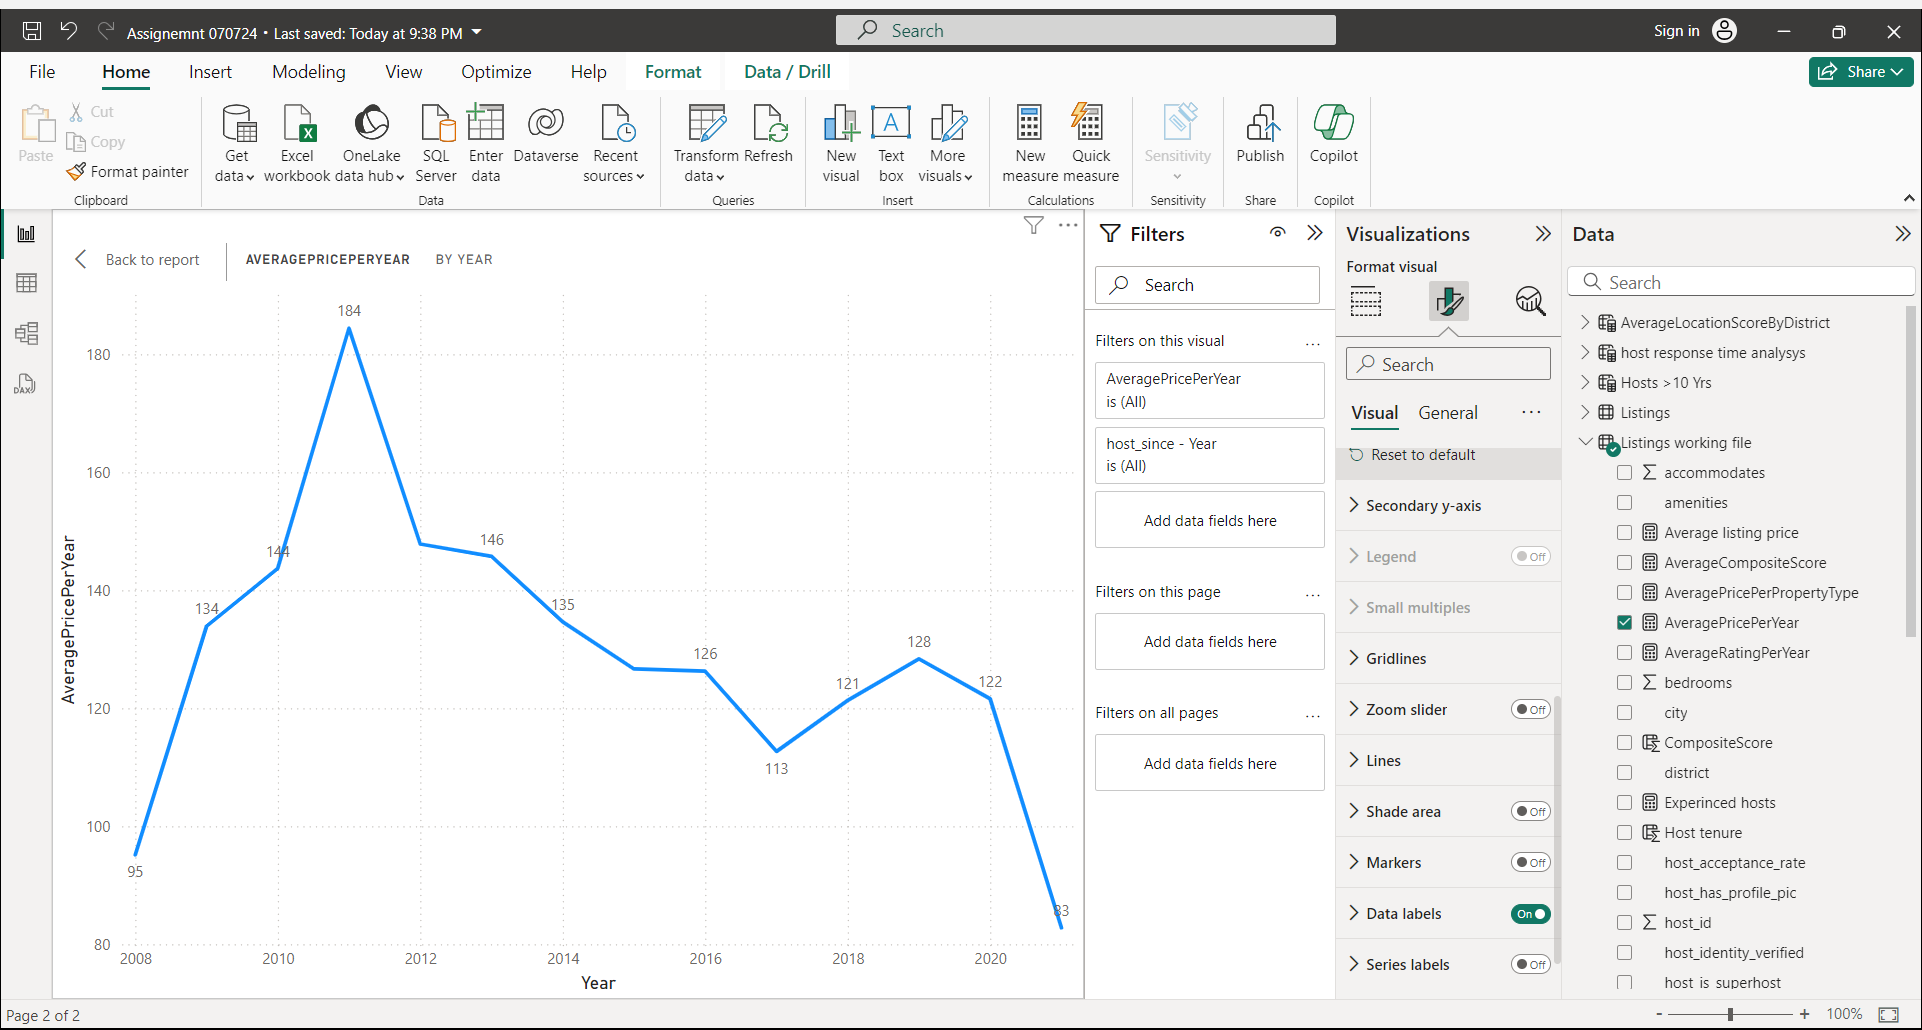 Assignemnt 070724 • Last saved: Today at 9:38 PM
Search
Sign in
File Home Insert Modeling View Optimize Help Format Data / Drill
Share
Paste
Cut
Copy
Format painter
Clipboard
Get data
Excel workbook
OneLake data hub
SQL Server
Enter data
Dataverse
Recent sources
Data
Transform data
Refresh
Queries
New visual
Text box
More visuals
Insert
New measure
Quick measure
Calculations
Sensitivity
Sensitivity
Publish
Share
Copilot
Copilot
DAX
Back to report
AVERAGEPRICEPERYEAR
BY YEAR
AveragePricePerYear
180
160
140
120
100
80
95
134
144
184
146
135
126
113
121
128
122
83
2008 2010 2012 2014 2016 2018 2020
Year
Filters
Search
Filters on this visual ...
AveragePricePerYear
is (All)
host_since - Year
is (All)
Add data fields here
Filters on this page ...
Add data fields here
Filters on all pages ...
Add data fields here
Visualizations
Format visual
Search
Visual General ...
Reset to default
Secondary y-axis
Legend Off
Small multiples
Gridlines
Zoom slider Off
Lines
Shade area Off
Markers Off
Data labels On
Series labels Off
Data
Search
AverageLocationScoreByDistrict
host response time analysys
Hosts >10 Yrs
Listings
Listings working file
accommodates
amenities
Average listing price
AverageCompositeScore
AveragePricePerPropertyType
AveragePricePerYear
AverageRatingPerYear
bedrooms
city
CompositeScore
district
Experinced hosts
Host tenure
host_acceptance_rate
host_has_profile_pic
host_id
host_identity_verified
host is superhost
Page 2 of 2
- + 100%